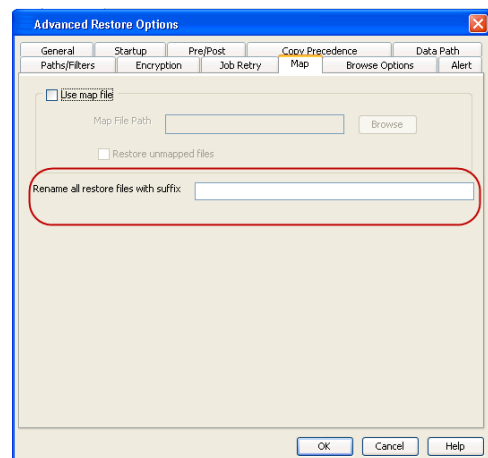 Advanced Restore Options
General Startup Pre/Post Copy Precedence Data Path
Paths/Filters Encryption Job Retry Map Browse Options Alert
Use map file
Map File Path Browse
Restore unmapped files
Rename all restore files with suffix
OK Cancel Help